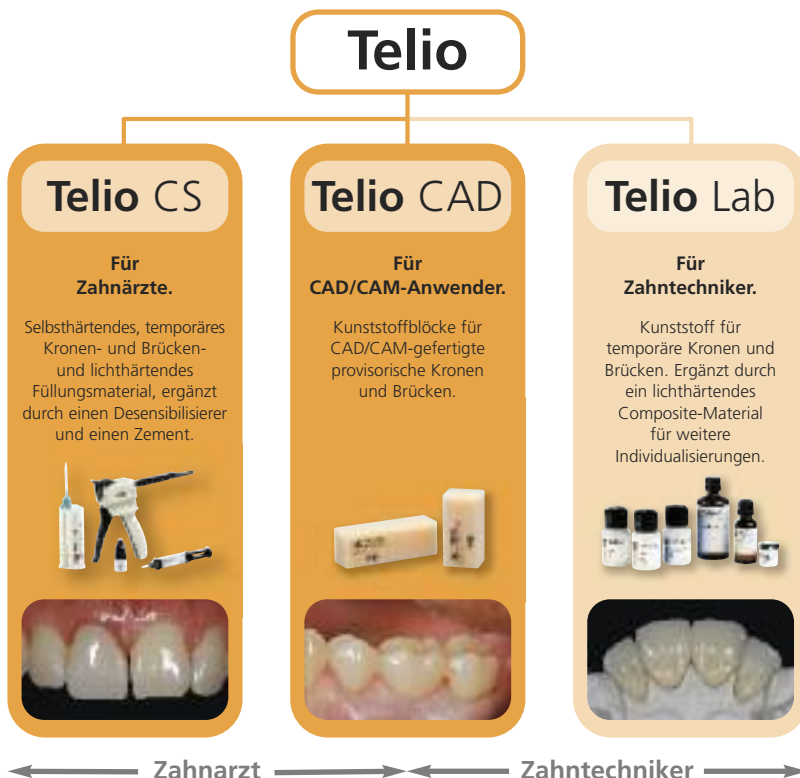 Telio
Telio CS
Für
Zahnärzte.
Selbsthärtendes, temporäres
Kronen- und Brücken-
und lichthärtendes
Füllungsmaterial, ergänzt
durch einen Desensibilisierer
und einen Zement.
Telio CAD
Für
CAD/CAM-Anwender.
Kunststoffblöcke für
CAD/CAM-gefertigte
provisorische Kronen
und Brücken.
Telio Lab
Für
Zahntechniker.
Kunststoff für
temporäre Kronen und
Brücken. Ergänzt durch
ein lichthärtendes
Composite-Material
für weitere
Individualisierungen.
Zahnarzt
Zahntechniker